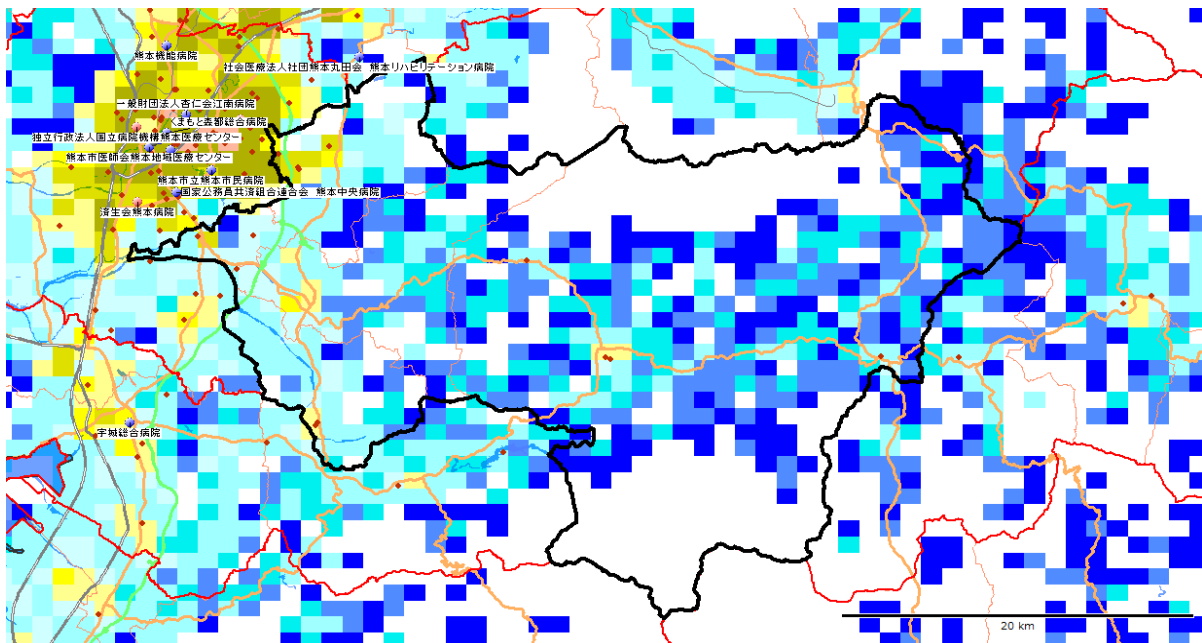 熊本機能病院
社会医療法人社団熊本丸田会 熊本リハビリテーション病院
一般財団法人杏仁会江南病院
くまもと森都総合病院
独立行政法人国立病院機構熊本医療センター
熊本市医師会熊本地域医療センター
熊本市立熊本市民病院
国家公務員共済組合連合会 熊本中央病院
済生会熊本病院
宇城総合病院
20 km